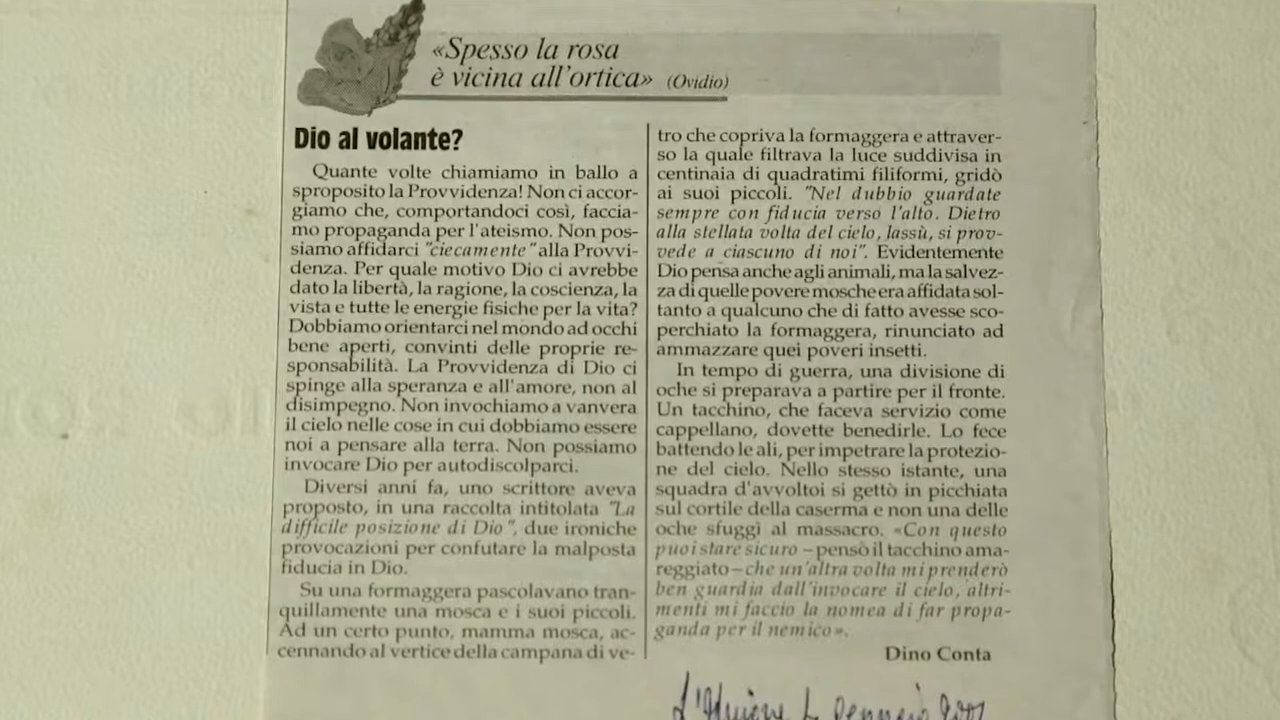 «Spesso la rosa
è vicina all'ortica» (Ovidio)
Dio al volante?
Quante volte chiamiamo in ballo a
sproposito la Provvidenza! Non ci accor-
giamo che, comportandoci così, faccia-
mo propaganda per l'ateismo. Non pos-
siamo affidarci "ciecamente" alla Provvi-
denza. Per quale motivo Dio ci avrebbe
dato la libertà, la ragione, la coscienza, la
vista e tutte le energie fisiche per la vita?
Dobbiamo orientarci nel mondo ad occhi
bene aperti, convinti delle proprie re-
sponsabilità. La Provvidenza di Dio ci
spinge alla speranza e all'amore, non al
disimpegno. Non invochiamo a vanvera
il cielo nelle cose in cui dobbiamo essere
noi a pensare alla terra. Non possiamo
invocare Dio per autodiscolparci.
Diversi anni fa, uno scrittore aveva
proposto, in una raccolta intitolata "La
difficile posizione di Dio", due ironiche
provocazioni per confutare la malposta
fiducia in Dio.
Su una formaggera pascolavano tran-
quillamente una mosca e i suoi piccoli.
Ad un certo punto, mamma mosca, ac-
cennando al vertice della campana di ve-
tro che copriva la formaggera e attraver-
so la quale filtrava la luce suddivisa in
centinaia di quadratimi filiformi, gridò
ai suoi piccoli. "Nel dubbio guardate
sempre con fiducia verso l'alto. Dietro
alla stellata volta del cielo, lassù, si prov-
vede a ciascuno di noi". Evidentemente
Dio pensa anche agli animali, ma la salvez-
za di quelle povere mosche era affidata sol-
tanto a qualcuno che di fatto avesse sco-
perchiato la formaggera, rinunciato ad
ammazzare quei poveri insetti.
In tempo di guerra, una divisione di
oche si preparava a partire per il fronte.
Un tacchino, che faceva servizio come
cappellano, dovette benedirle. Lo fece
battendo le ali, per impetrare la protezio-
ne del cielo. Nello stesso istante, una
squadra d'avvoltoi si gettò in picchiata
sul cortile della caserma e non una delle
oche sfuggì al massacro. «Con questo
puoi stare sicuro – pensò il tacchino ama-
reggiato – che un'altra volta mi prenderò
ben guardia dall'invocare il cielo, altri-
menti mi faccio la nomea di far propa-
ganda per il nemico».
Dino Conta
L'Unione